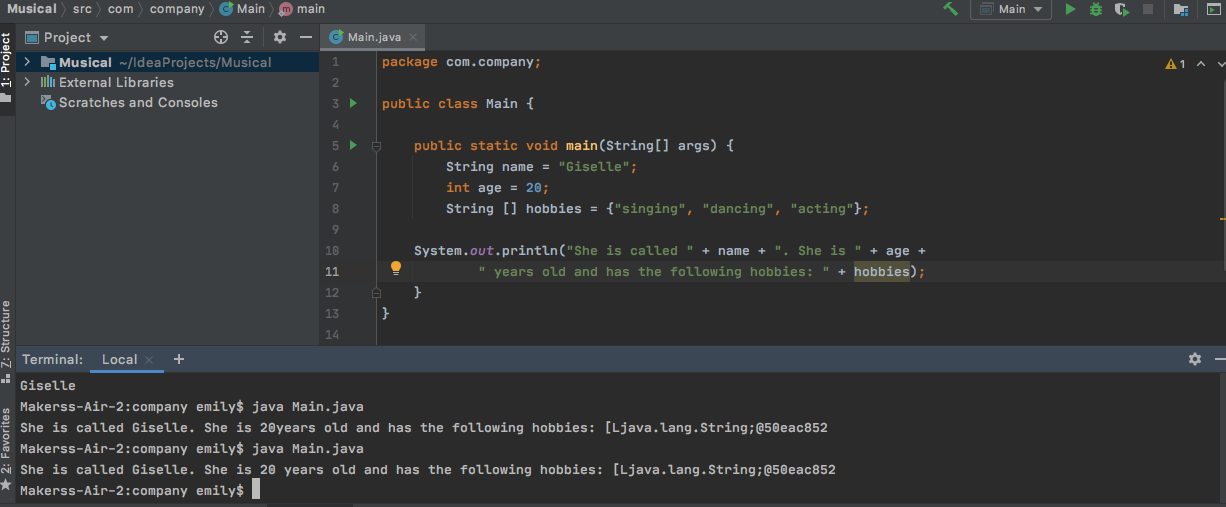 Musical src com company Main main Main
1: Project
Project
Main.java
Musical ~/IdeaProjects/Musical
External Libraries
Scratches and Consoles
1 package com.company;
1
2
3 public class Main {
4
5 public static void main(String[] args) {
6 String name = "Giselle";
7 int age = 20;
8 String [] hobbies = {"singing", "dancing", "acting"};
9
10 System.out.println("She is called " + name + ". She is " + age +
11 " years old and has the following hobbies: " + hobbies);
12 }
13 }
14
7: Structure
2: Favorites
Terminal: Local +
Giselle
Makerss-Air-2:company emily$ java Main.java
She is called Giselle. She is 20years old and has the following hobbies: [Ljava.lang.String;@50eac852
Makerss-Air-2:company emily$ java Main.java
She is called Giselle. She is 20 years old and has the following hobbies: [Ljava.lang.String;@50eac852
Makerss-Air-2:company emily$